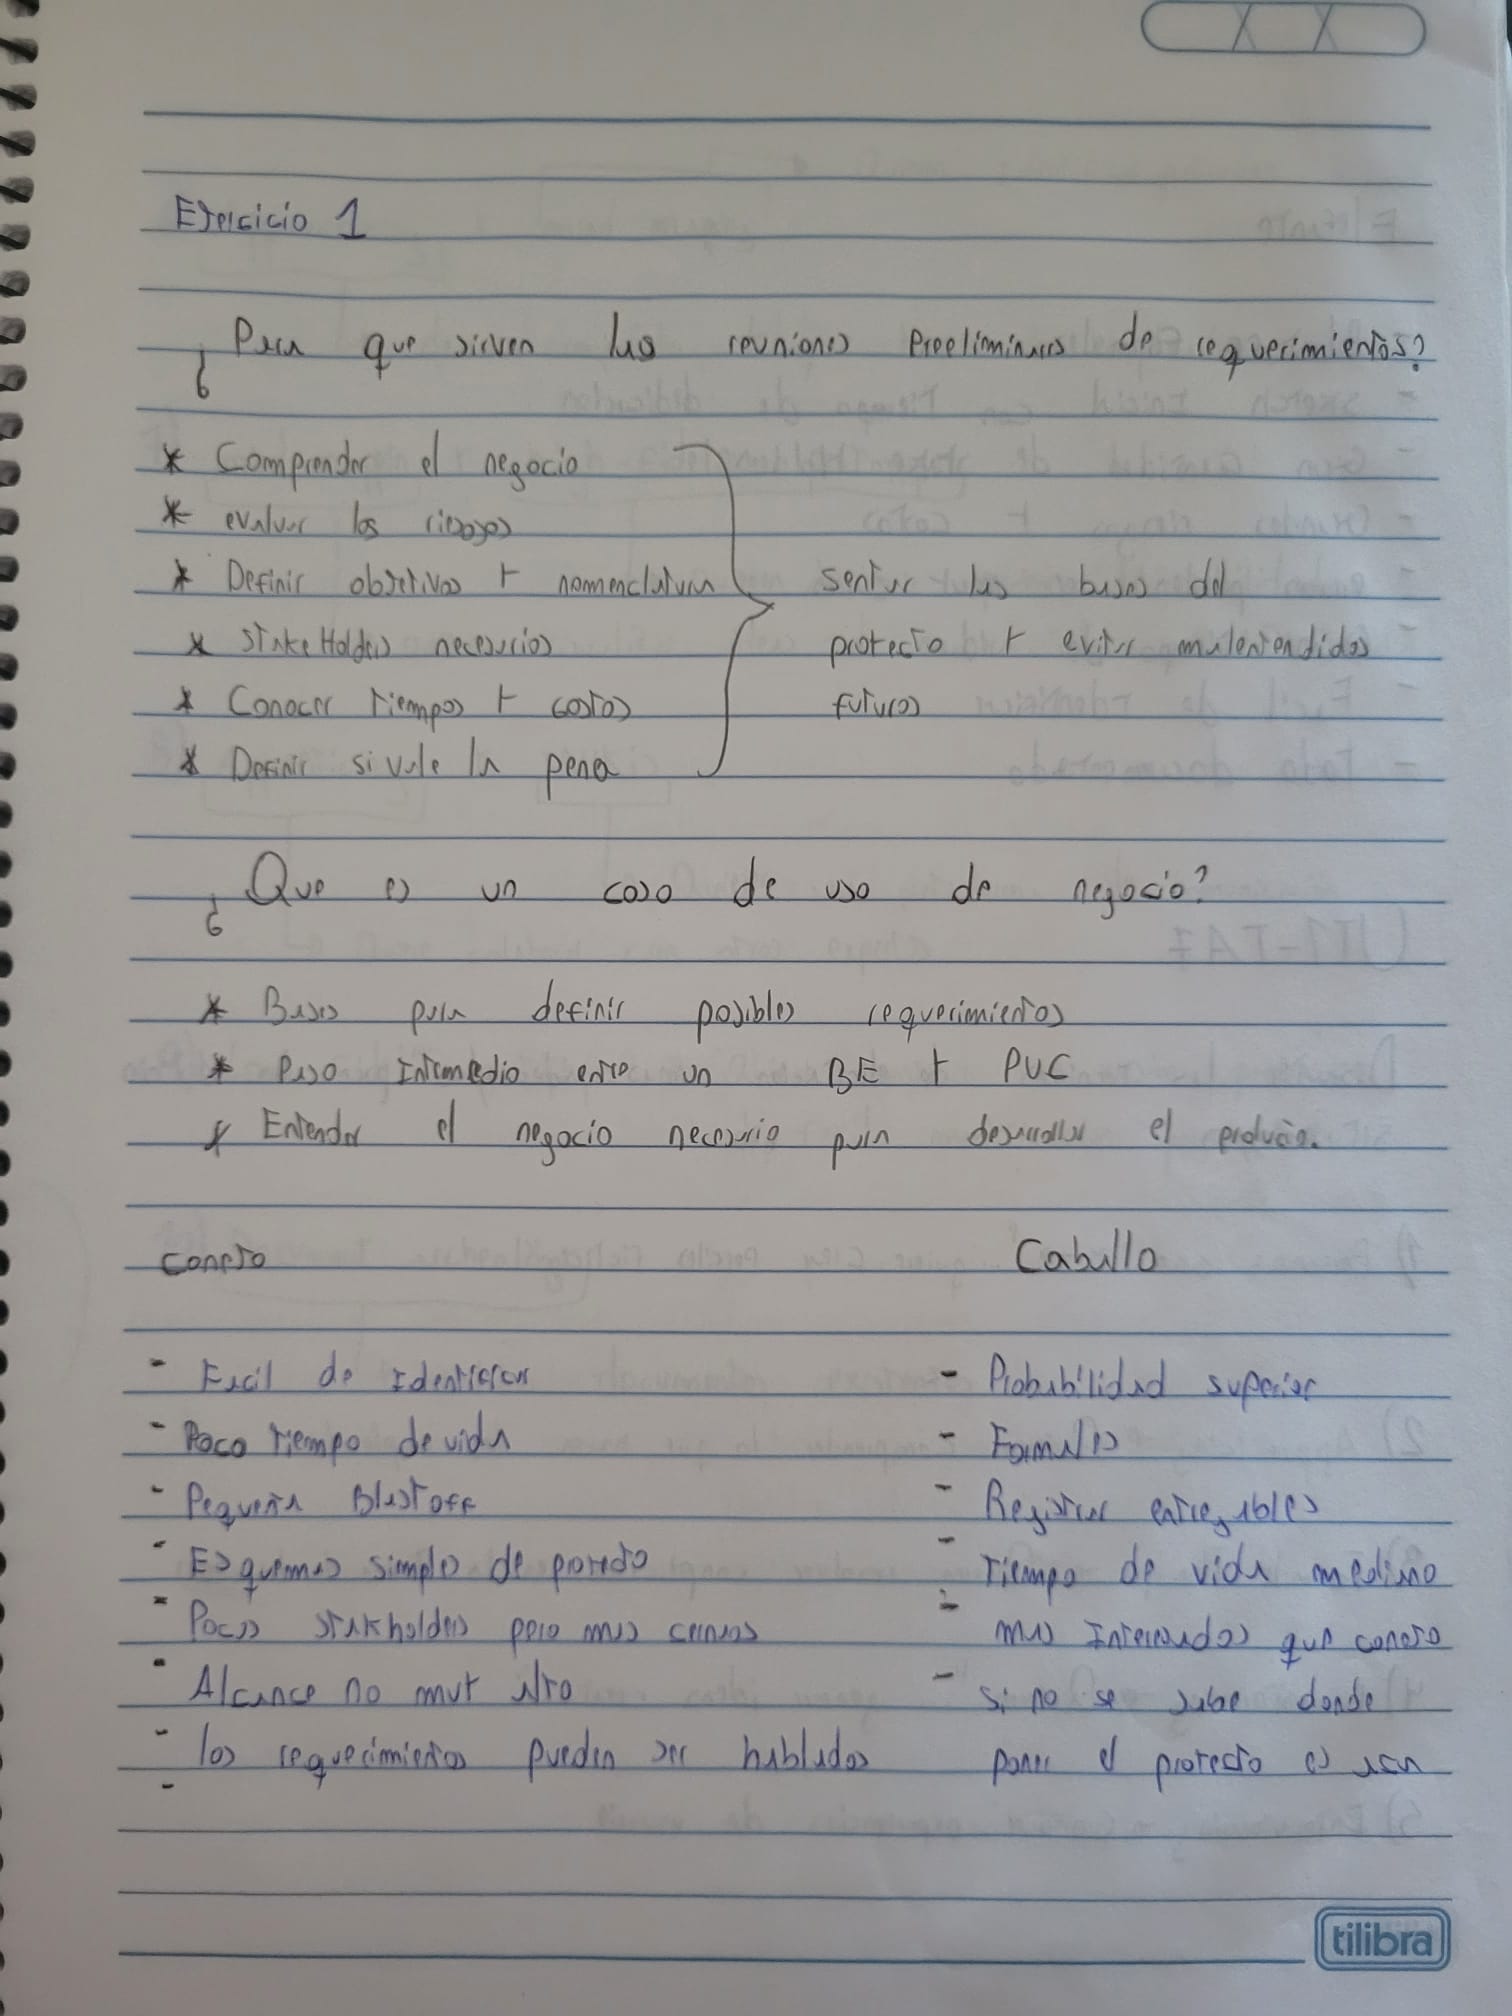 Ejercicio 1
¿Para que sirven las reuniones Preeliminares de requerimientos?
* Comprender el negocio
* evaluar los riesgos
* Definir objetivos y nomenclatura
* StakeHolders necesarios
* Conocer tiempos y costos
* Definir si vale la pena
sentar las bases del
proyecto y evitar malentendidos
futuros
¿Que es un caso de uso de negocio?
* Bases para definir posibles requerimientos
* Paso Intermedio entre un BE y PUC
* Entender el negocio necesario para desarrollar el producto.
Conejo
- Facil de Identificar
- Poco tiempo de vida
- Pequeña Blastoff
- Esquemas simples de
- Pocos stakholders pero mas cercanos
- Alcance no muy alto
- los requerimientos pueden ser hablados
-
Caballo
- Probabilidad superior
- Formales
- Registrar entregables
- Tiempo de vida mediano
- mas Interesados que conejo
- si no se sabe donde
poner el proyecto es aca
tilibra